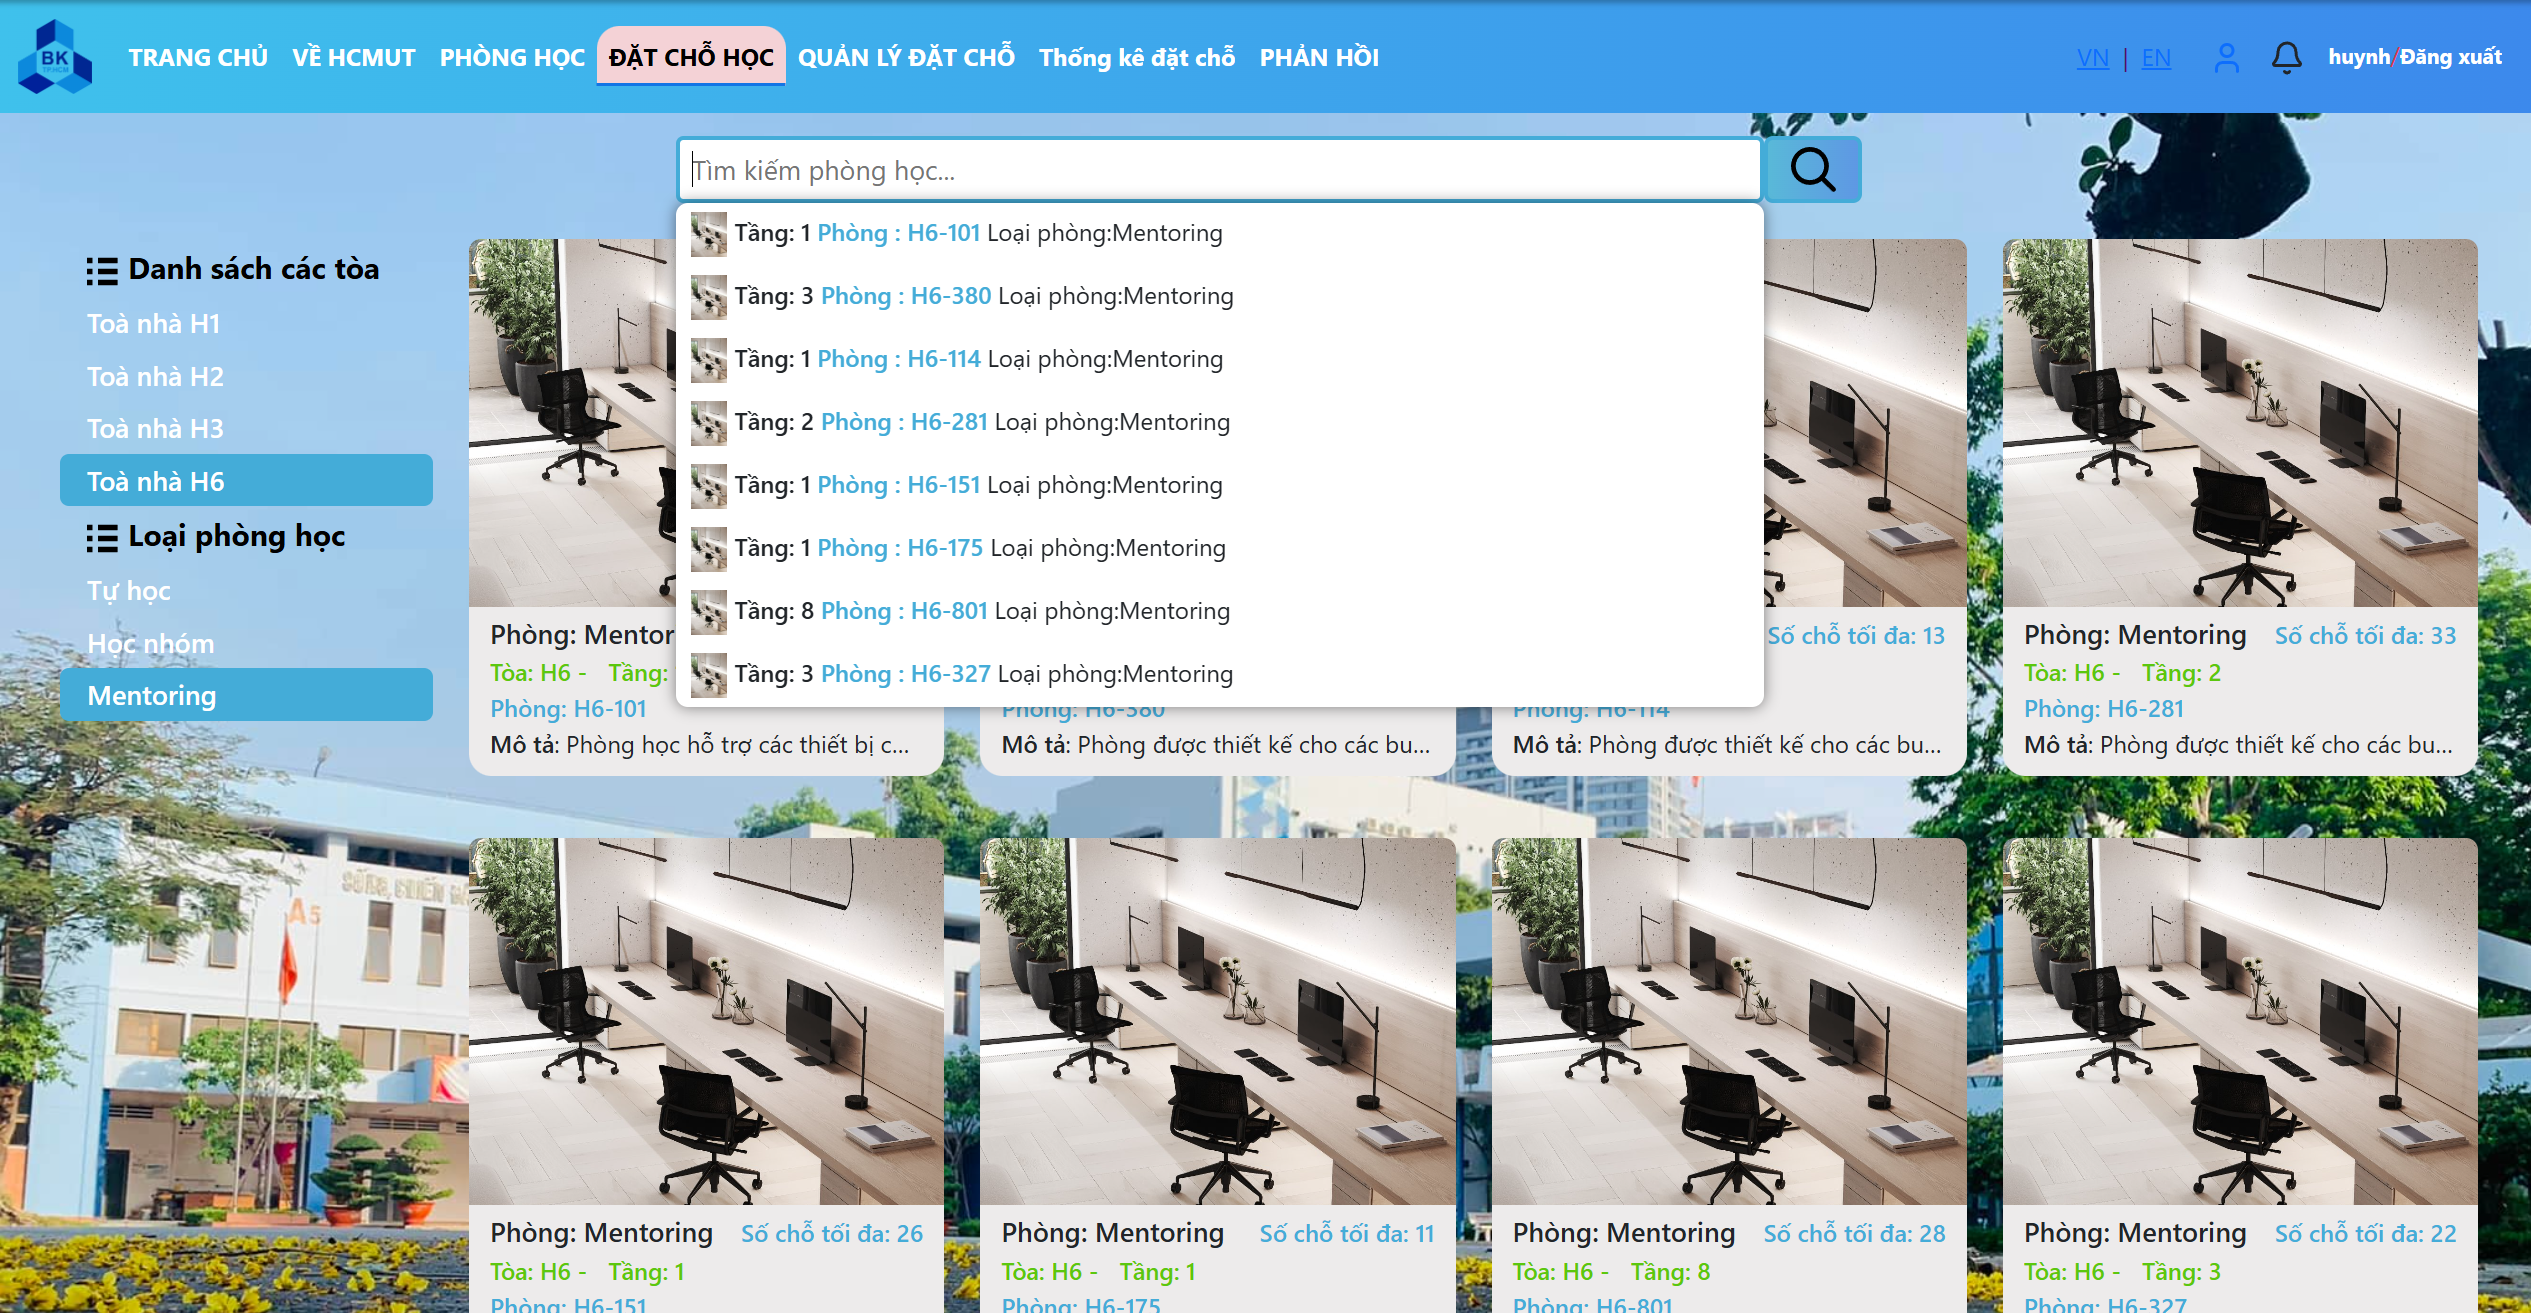 BK
TP.HCM
TRANG CHỦ VỀ HCMUT PHÒNG HỌC ĐẶT CHỖ HỌC QUẢN LÝ ĐẶT CHỖ Thống kê đặt chỗ PHẢN HỒI VN | EN huynh/Đăng xuất
Tìm kiếm phòng học...
Tầng: 1 Phòng : H6-101 Loại phòng:Mentoring
Tầng: 3 Phòng : H6-380 Loại phòng:Mentoring
Tầng: 1 Phòng : H6-114 Loại phòng:Mentoring
Tầng: 2 Phòng : H6-281 Loại phòng:Mentoring
Tầng: 1 Phòng : H6-151 Loại phòng:Mentoring
Tầng: 1 Phòng : H6-175 Loại phòng:Mentoring
Tầng: 8 Phòng : H6-801 Loại phòng:Mentoring
Tầng: 3 Phòng : H6-327 Loại phòng:Mentoring
Danh sách các tòa
Toà nhà H1
Toà nhà H2
Toà nhà H3
Toà nhà H6
Loại phòng học
Tự học
Học nhóm
Mentoring
Phòng: Mentor
Tòa: H6 - Tầng:
Phòng: H6-101
Mô tả: Phòng học hỗ trợ các thiết bị c...
Phòng: H6-380
Mô tả: Phòng được thiết kế cho các bu...
Số chỗ tối đa: 13
Phòng: H6-114
Mô tả: Phòng được thiết kế cho các bu...
Phòng: Mentoring Số chỗ tối đa: 33
Tòa: H6 - Tầng: 2
Phòng: H6-281
Mô tả: Phòng được thiết kế cho các bu...
A5
Phòng: Mentoring Số chỗ tối đa: 26
Tòa: H6 - Tầng: 1
Phòng: H6-151
Phòng: Mentoring Số chỗ tối đa: 11
Tòa: H6 - Tầng: 1
Phòng: H6-175
Phòng: Mentoring Số chỗ tối đa: 28
Tòa: H6 - Tầng: 8
Phòng: H6-801
Phòng: Mentoring Số chỗ tối đa: 22
Tòa: H6 - Tầng: 3
Phòng: H6-327